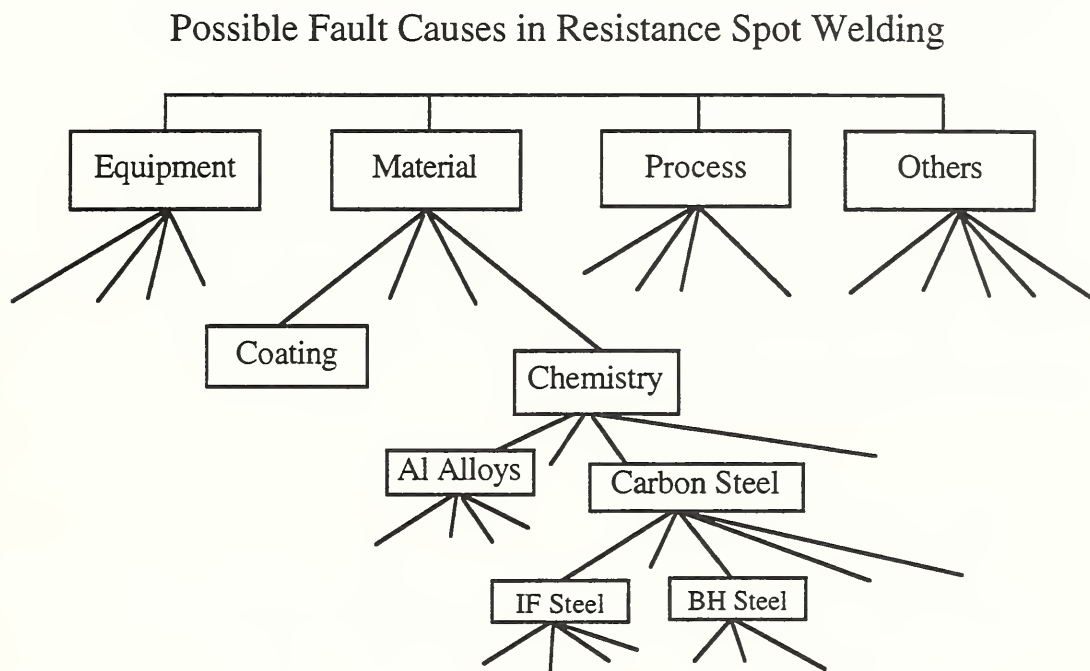 Possible Fault Causes in Resistance Spot Welding
Equipment
Material
Process
Others
Coating
Chemistry
Al Alloys
Carbon Steel
IF Steel
BH Steel